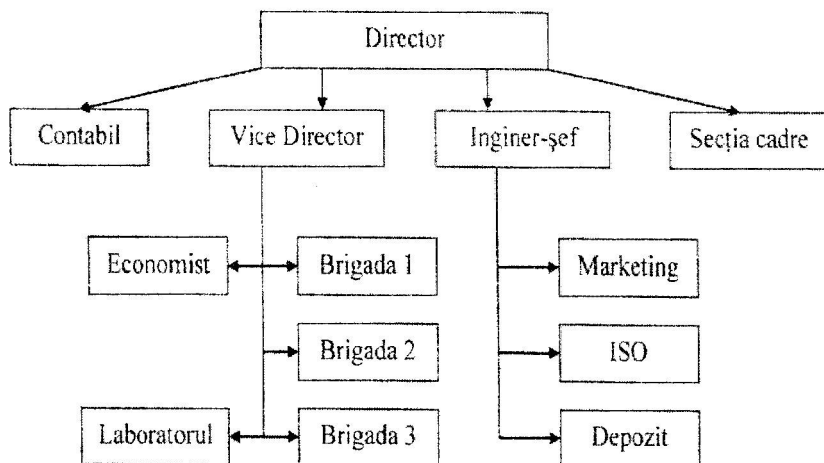 Director
Contabil
Vice Director
Inginer-şef
Secţia cadre
Economist
Brigada 1
Marketing
Brigada 2
ISO
Laboratorul
Brigada 3
Depozit